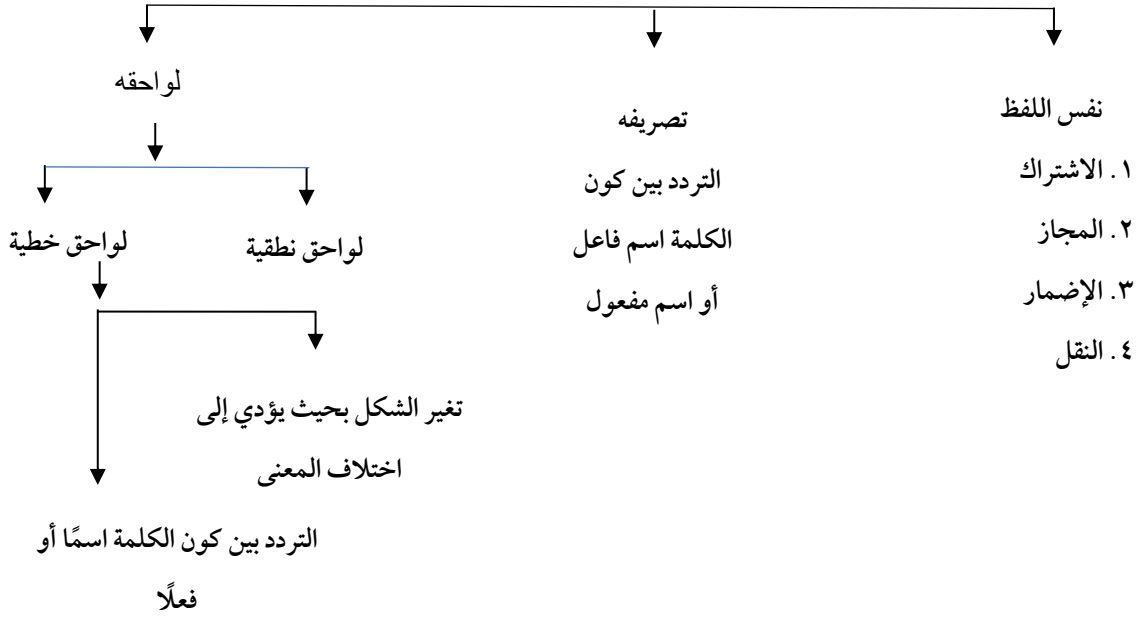 نفس اللفظ
١. الاشتراك
٢. المجاز
٣. الإضمار
٤. النقل
تصريفه
التردد بين كون
الكلمة اسم فاعل
أو اسم مفعول
لواحقه
لواحق نطقية
لواحق خطية
تغير الشكل بحيث يؤدي إلى
اختلاف المعنى
التردد بين كون الكلمة اسمًا أو
فعلًا